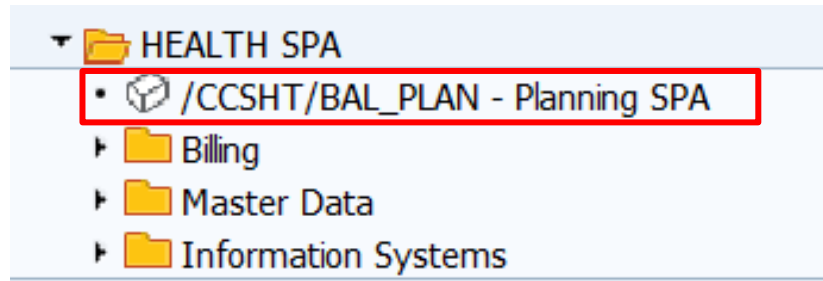 HEALTH SPA
/CCSHT/BAL_PLAN - Planning SPA
Billing
Master Data
Information Systems